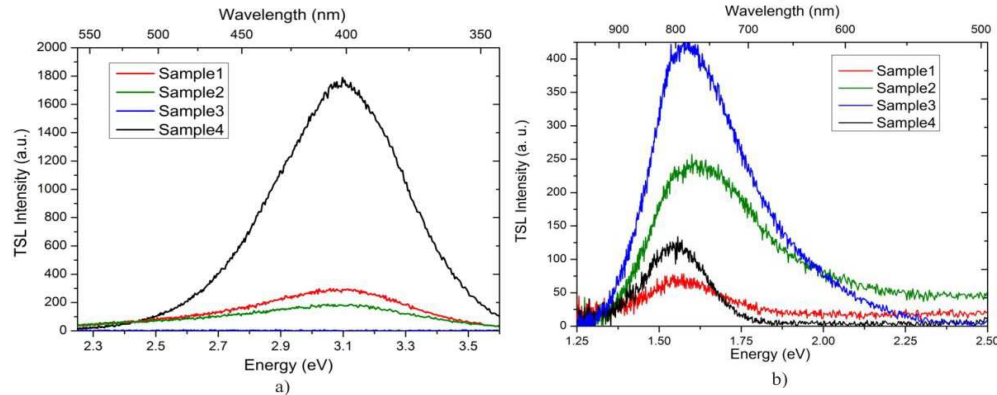 Wavelength (nm)
550 500 450 400 350
2000
1800
1600
1400
1200
1000
800
600
400
200
0
TSL Intensity (a.u.)
Sample1
Sample2
Sample3
Sample4
2.3 2.5 2.7 2.9 3.1 3.3 3.5
Energy (eV)
a)
Wavelength (nm)
900 800 700 600 500
400
350
300
250
200
150
100
50
0
TSL Intensity (a. u.)
Sample1
Sample2
Sample3
Sample4
1.25 1.50 1.75 2.00 2.25 2.50
Energy (eV)
b)